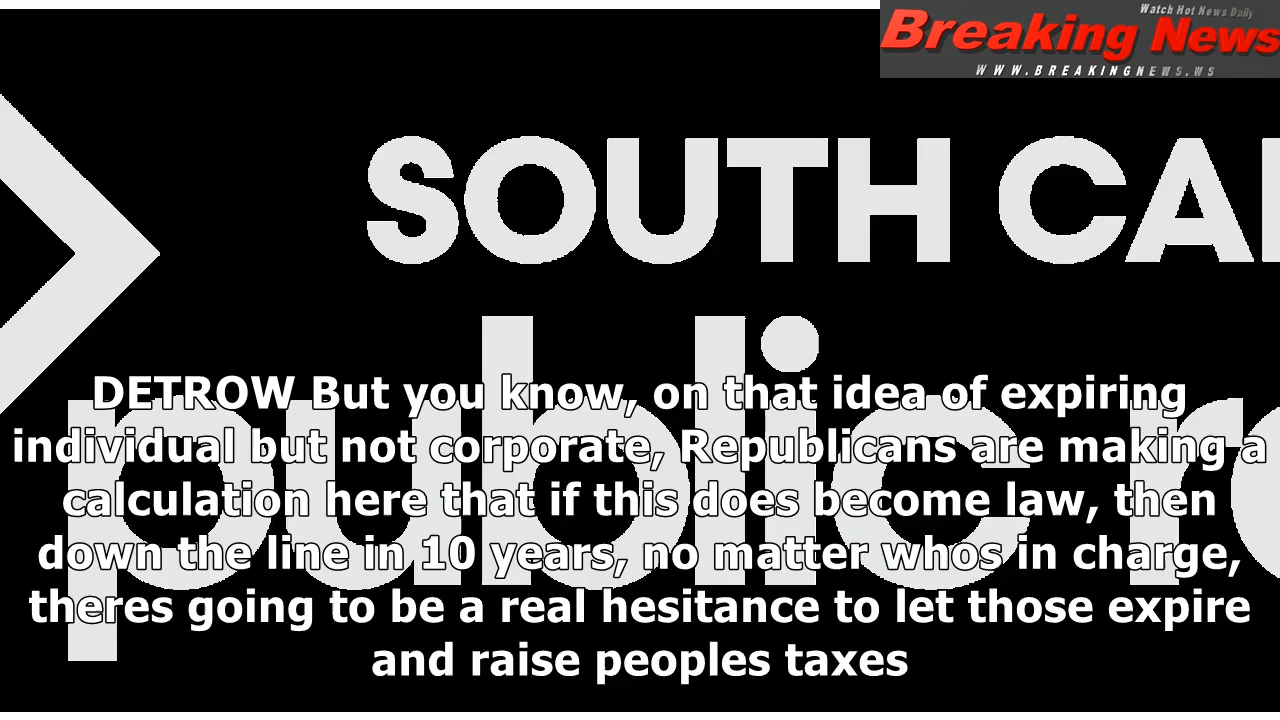 Watch Hot News Daily
Breaking News
WWW.BREAKINGNEWS.WS
SOUTH CA
public
DETROW But you know, on that idea of expiring
individual but not corporate, Republicans are making a
calculation here that if this does become law, then
down the line in 10 years, no matter whos in charge,
theres going to be a real hesitance to let those expire
and raise peoples taxes